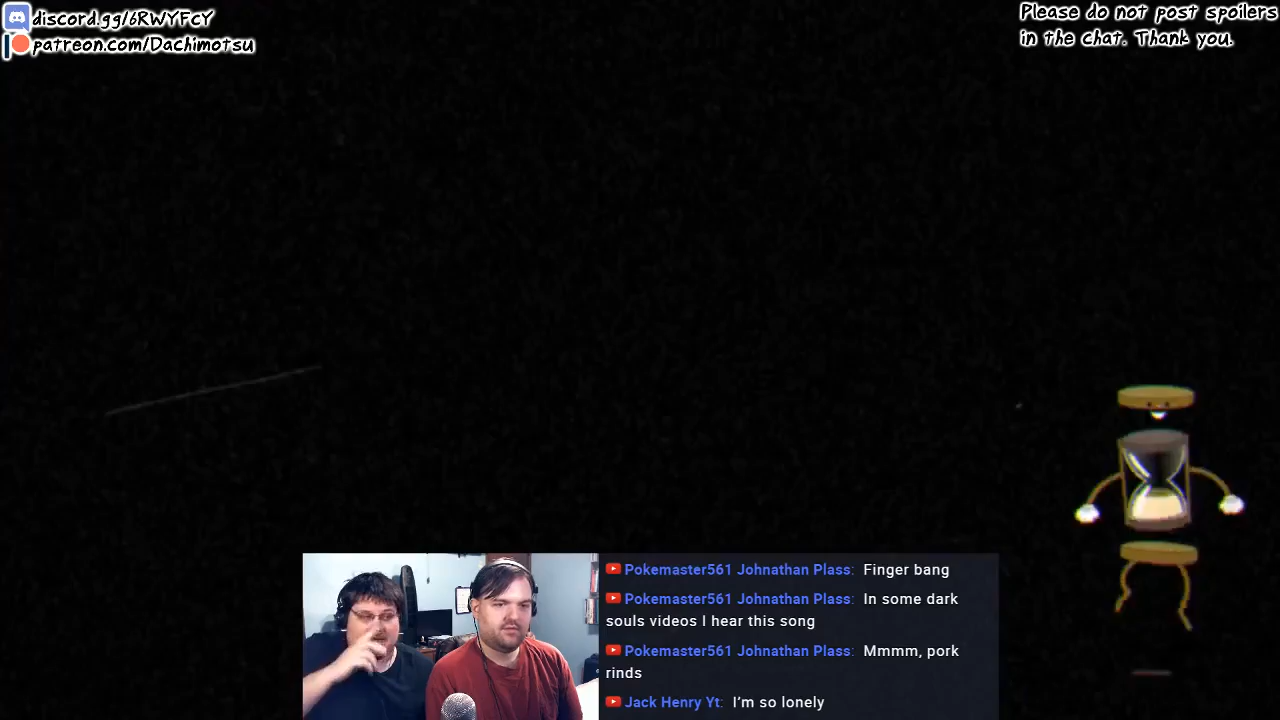 discord.gg/6RWYFcY
patreon.com/Dachimotsu
Please do not post spoilers
in the chat. Thank you.
Pokemaster561 Johnathan Plass: Finger bang
Pokemaster561 Johnathan Plass: In some dark
souls videos I hear this song
Pokemaster561 Johnathan Plass: Mmmm, pork
rinds
Jack Henry Yt: I'm so lonely